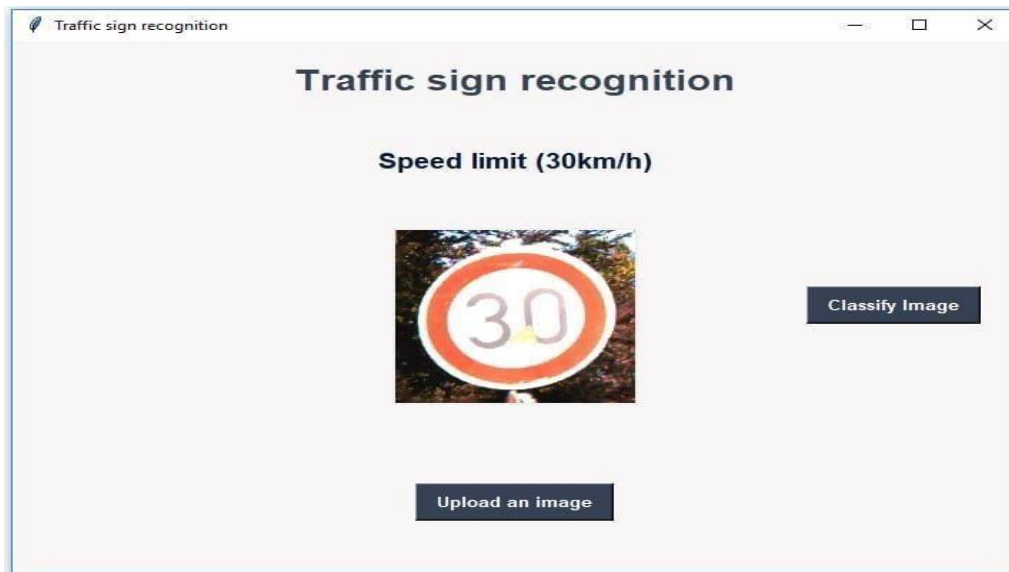 Traffic sign recognition
Traffic sign recognition
Speed limit (30km/h)
30
Classify Image
Upload an image